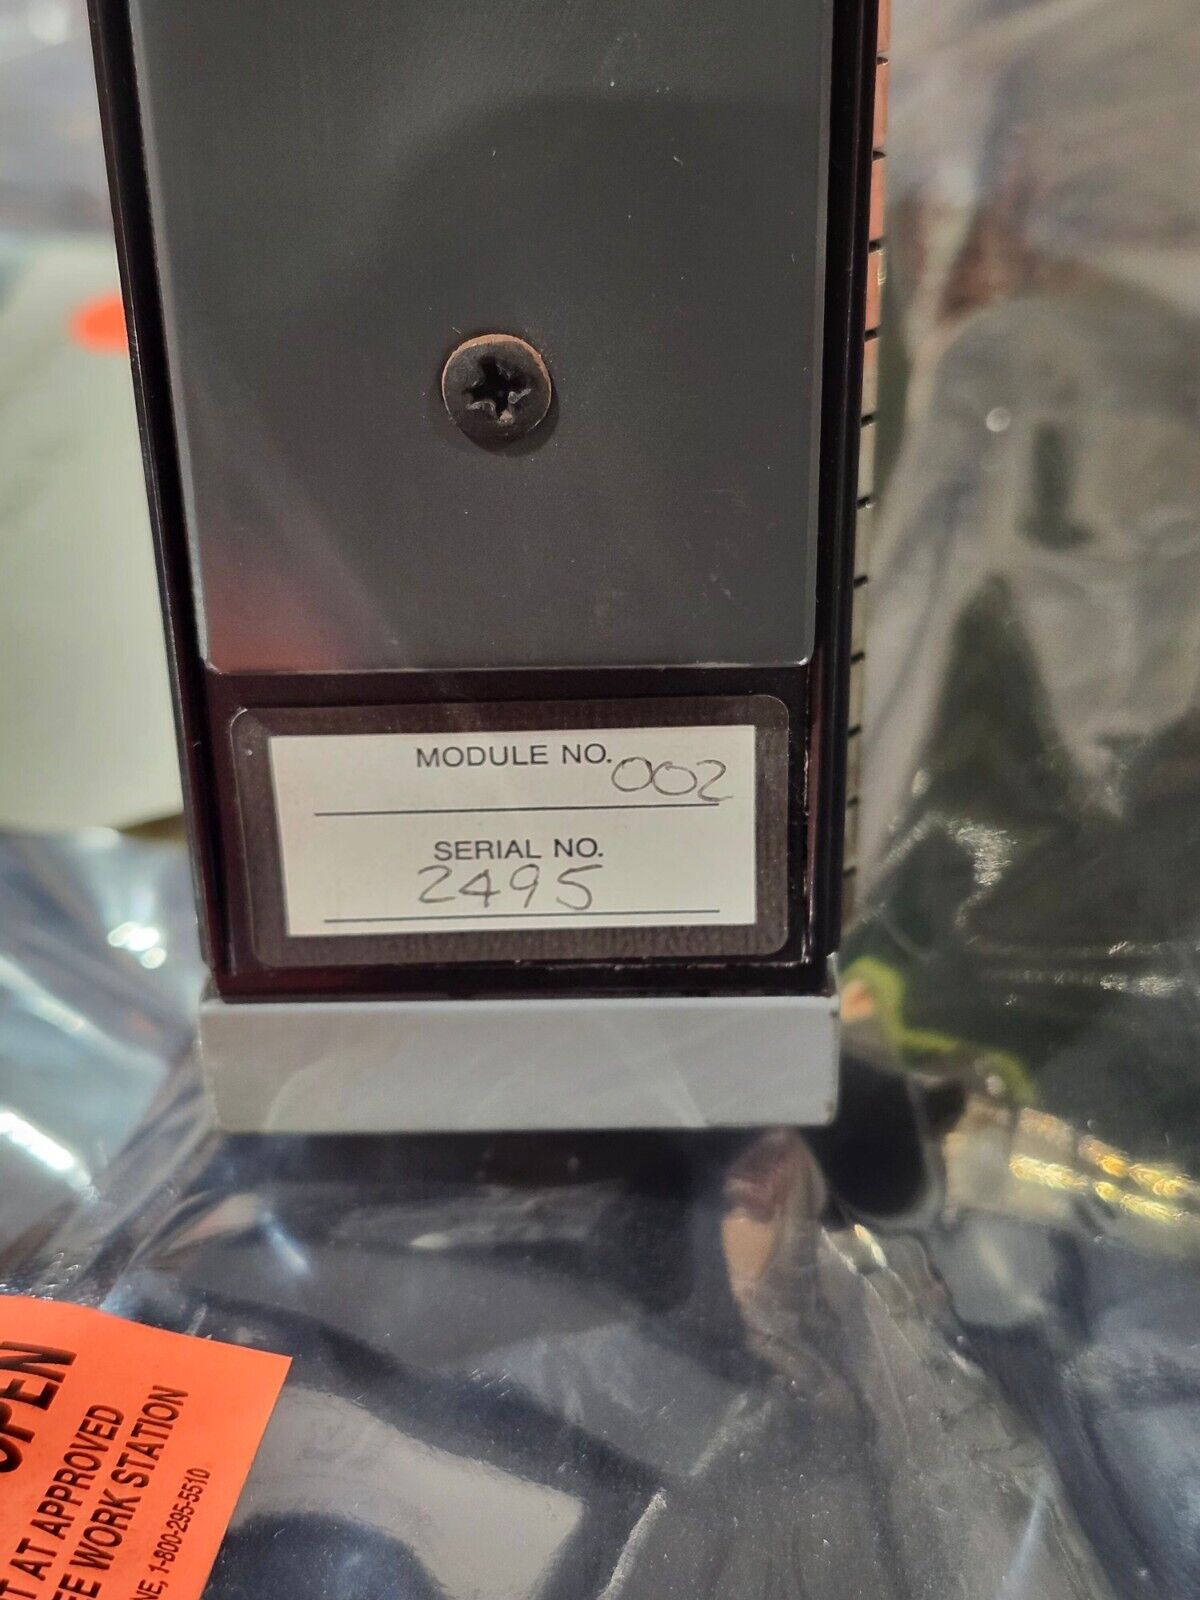 MODULE NO. 002
SERIAL NO.
2495
OPEN
AT APPROVED
WORK STATION
1-800-295-5510